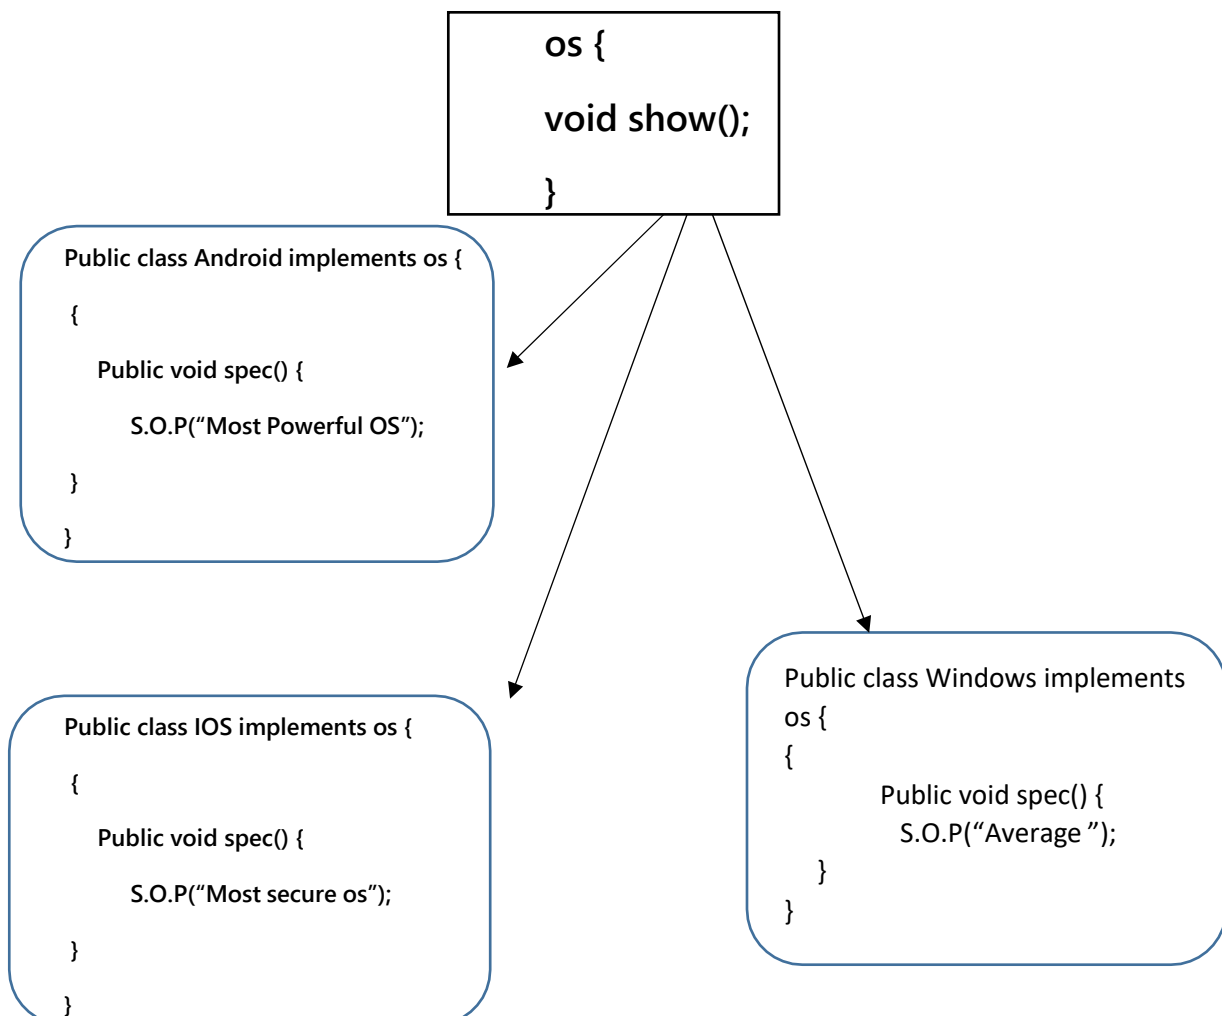 os {
void show();
}
Public class Android implements os {
{
Public void spec() {
S.O.P(“Most Powerful OS”);
}
}
Public class IOS implements os {
{
Public void spec() {
S.O.P(“Most secure os”);
}
}
Public class Windows implements
os {
{
Public void spec() {
S.O.P(“Average ”);
}
}